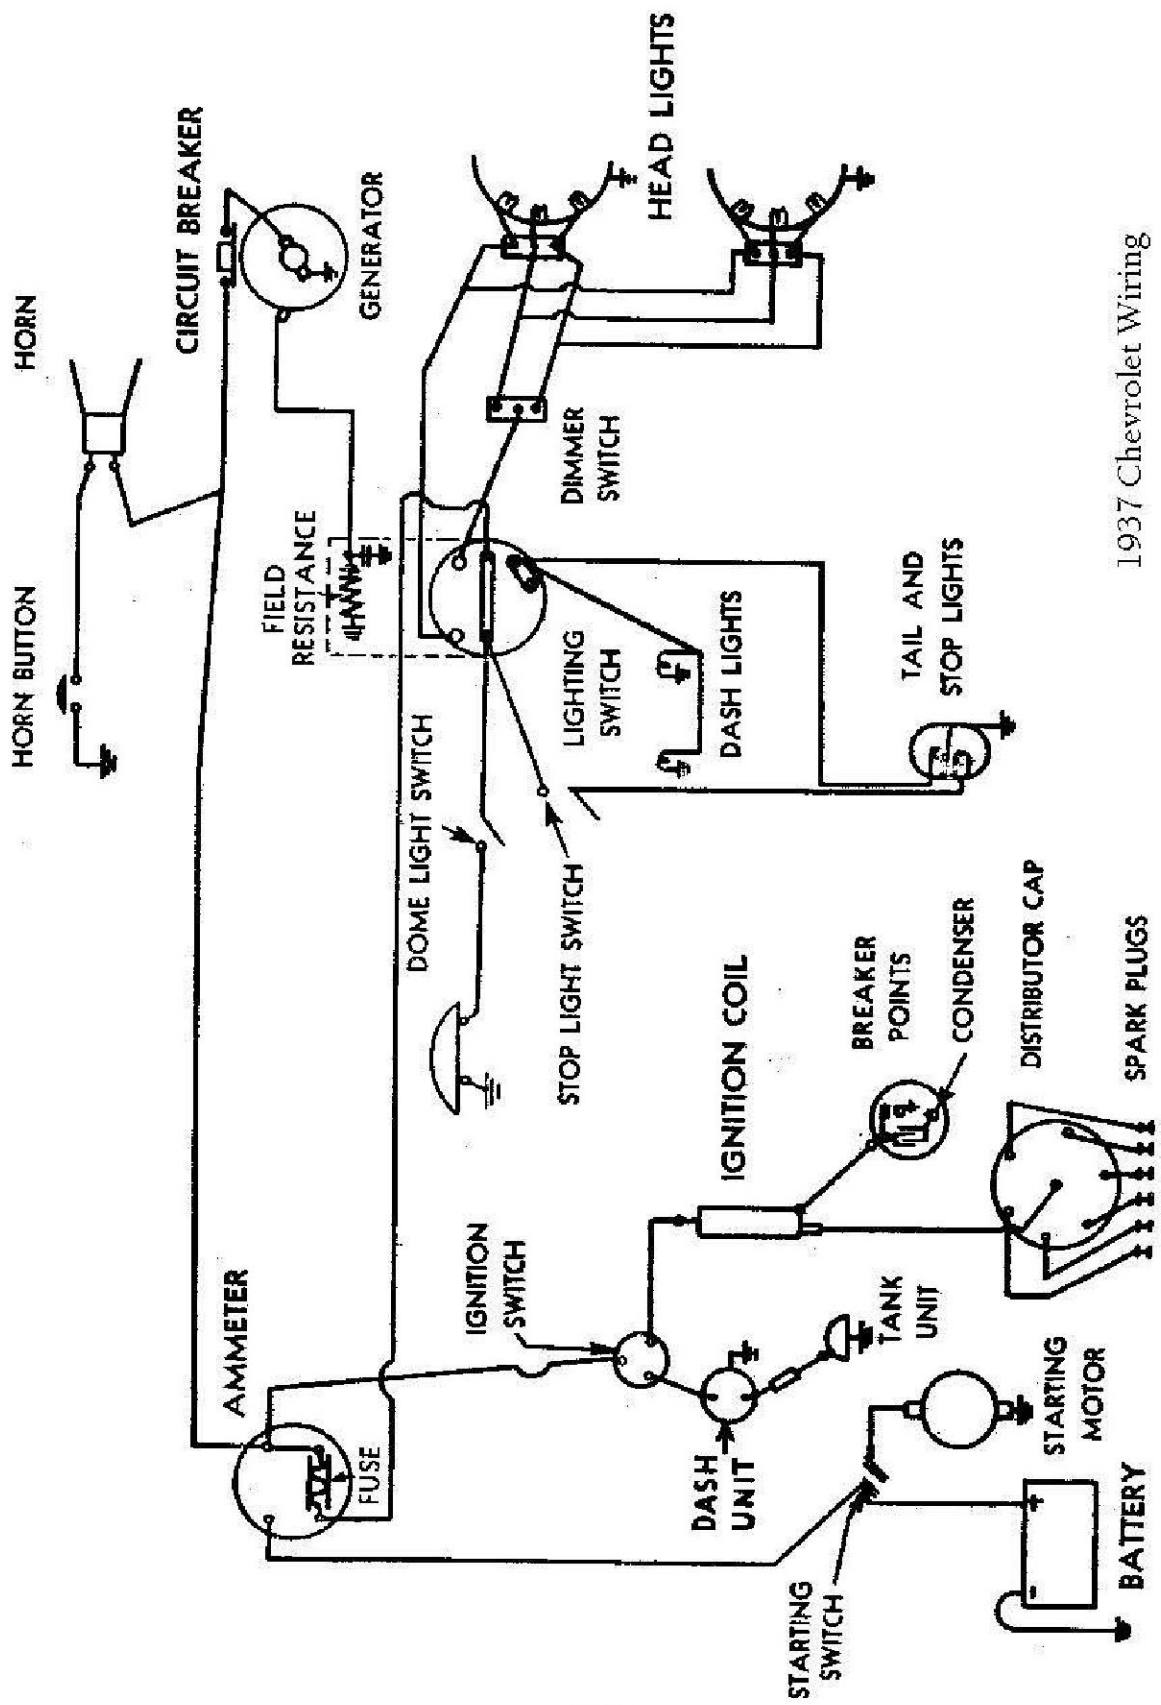 HORN BUTTON
HORN
CIRCUIT BREAKER
GENERATOR
FIELD
RESISTANCE
HEAD LIGHTS
DIMMER
SWITCH
LIGHTING
SWITCH
DASH LIGHTS
TAIL AND
STOP LIGHTS
DOME LIGHT SWITCH
STOP LIGHT SWITCH
AMMETER
FUSE
IGNITION
SWITCH
IGNITION COIL
BREAKER
POINTS
CONDENSER
DISTRIBUTOR CAP
SPARK PLUGS
DASH
UNIT
TANK
UNIT
STARTING
MOTOR
STARTING
SWITCH
+
-
BATTERY
1937 Chevrolet Wiring